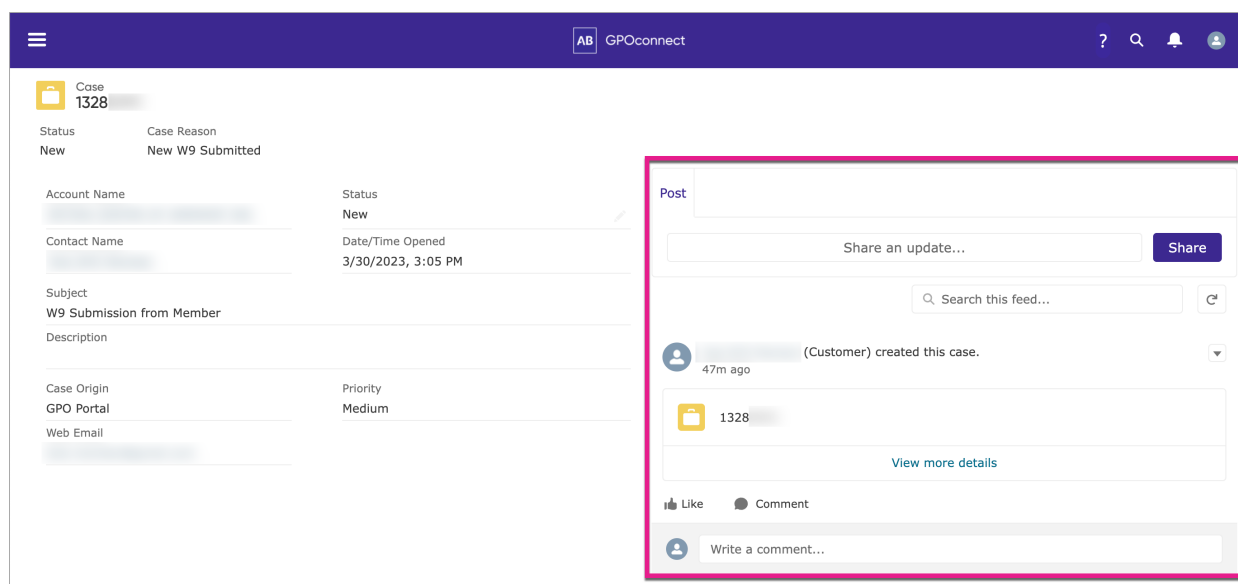 AB GPOconnect
?
Case
1328
Status Case Reason
New New W9 Submitted
Account Name Status
New
Contact Name Date/Time Opened
3/30/2023, 3:05 PM
Subject
W9 Submission from Member
Description
Case Origin Priority
GPO Portal Medium
Web Email
Post
Share an update... Share
Search this feed...
(Customer) created this case.
47m ago
1328
View more details
Like Comment
Write a comment...